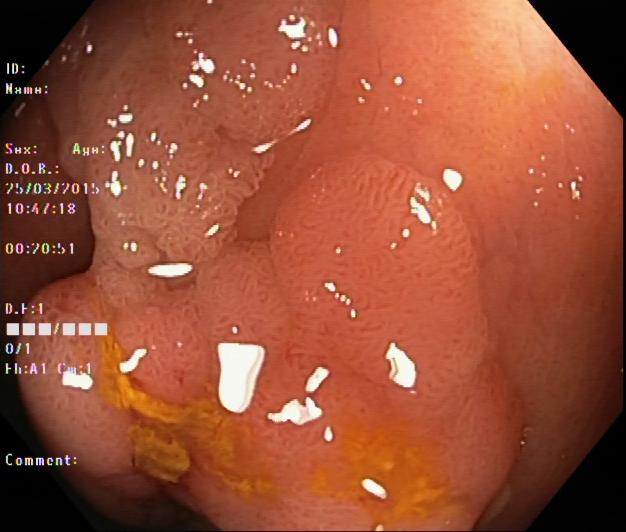 ID:
Name:
Sex: Age:
D.O.B.:
25/03/2015
10:47:18
00:20:51
D.F:1
■■■/■■■
0/1
Eh:A1 Cm:1
Comment: